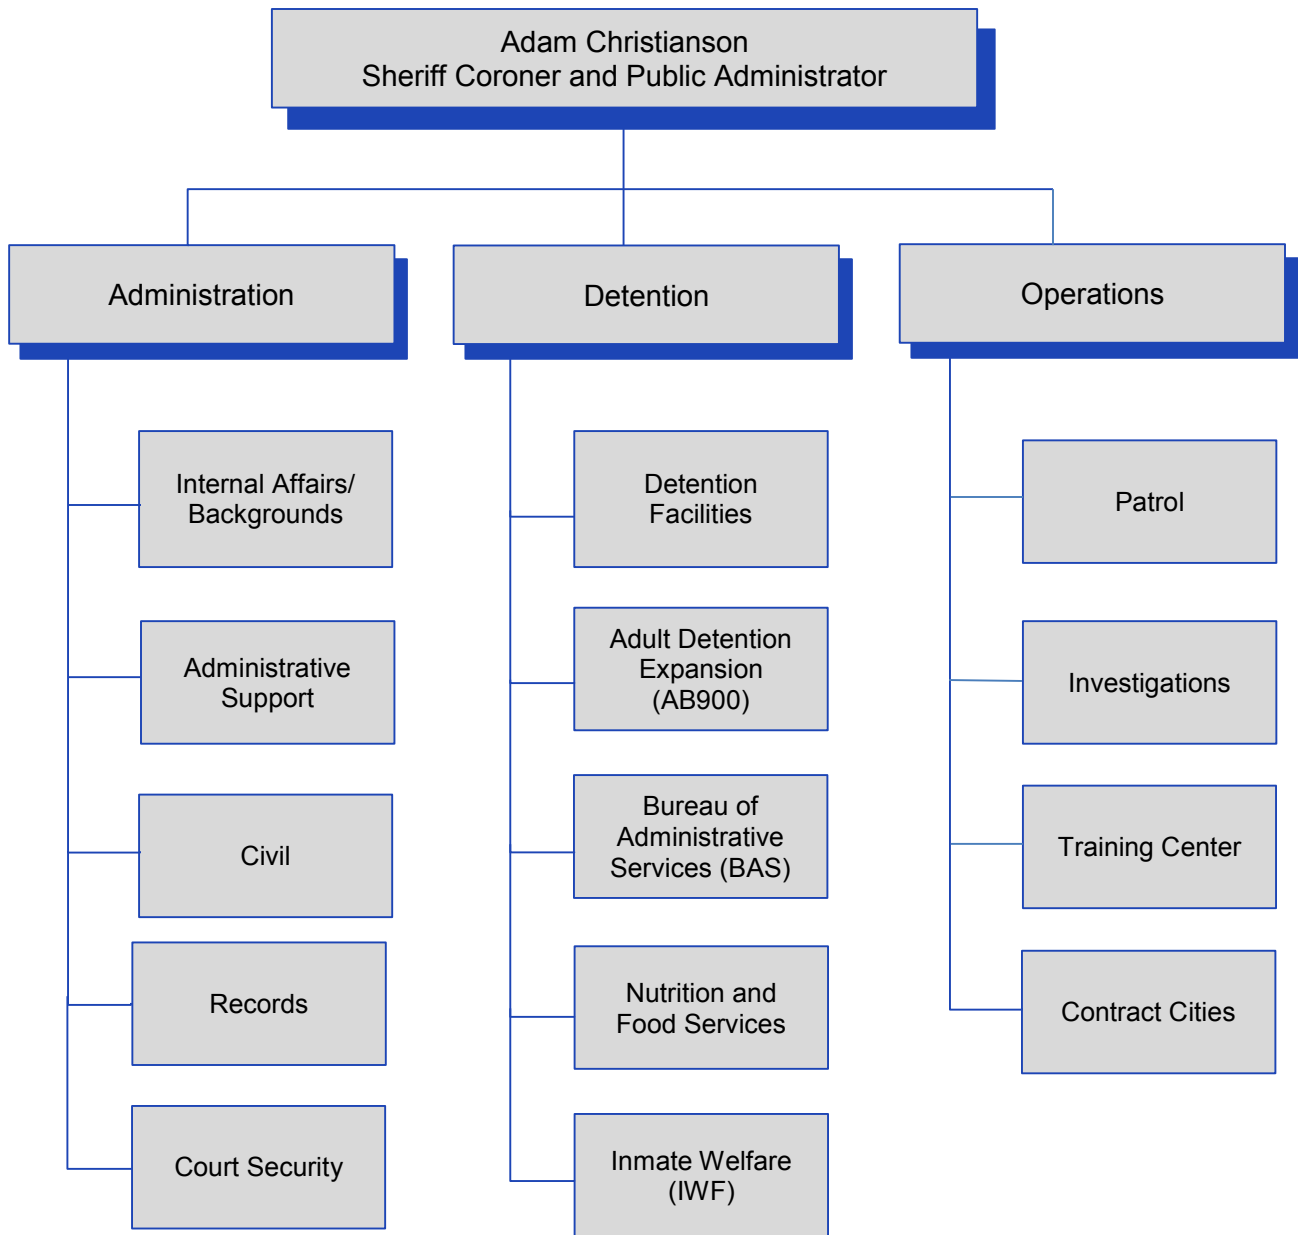 Adam Christianson
Sheriff Coroner and Public Administrator
Administration
Detention
Operations
Internal Affairs/
Backgrounds
Administrative
Support
Civil
Records
Court Security
Detention
Facilities
Adult Detention
Expansion
(AB900)
Bureau of
Administrative
Services (BAS)
Nutrition and
Food Services
Inmate Welfare
(IWF)
Patrol
Investigations
Training Center
Contract Cities